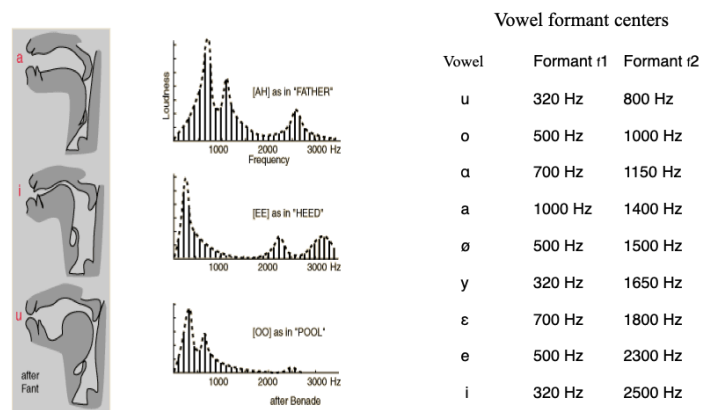 a
i
u
after
Fant
Loudness
[AH] as in "FATHER"
1000 2000 3000 Hz
Frequency
[EE] as in "HEED"
1000 2000 3000 Hz
[OO] as in "POOL"
1000 2000 3000 Hz
after Benade
Vowel formant centers
Vowel Formant f1 Formant f2
u 320 Hz 800 Hz
o 500 Hz 1000 Hz
ɑ 700 Hz 1150 Hz
a 1000 Hz 1400 Hz
ø 500 Hz 1500 Hz
y 320 Hz 1650 Hz
ɛ 700 Hz 1800 Hz
e 500 Hz 2300 Hz
i 320 Hz 2500 Hz